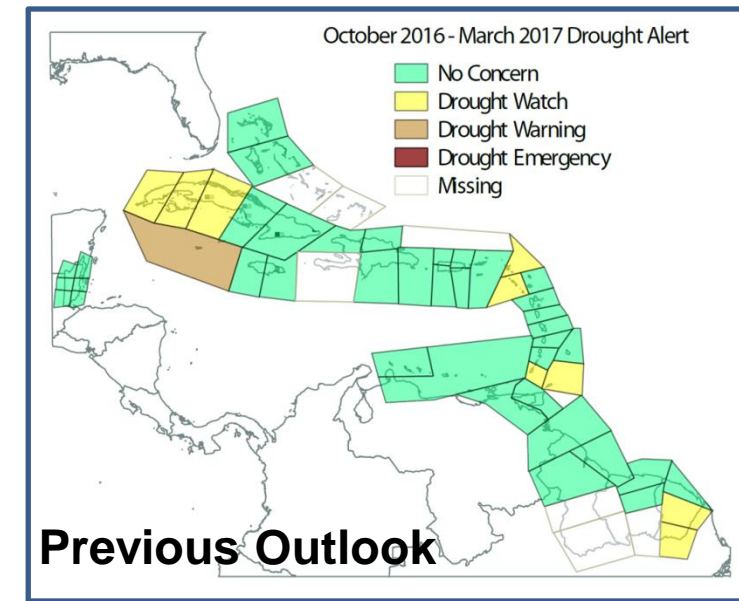 October 2016 - March 2017 Drought Alert
No Concern
Drought Watch
Drought Warning
Drought Emergency
Missing
Previous Outlook